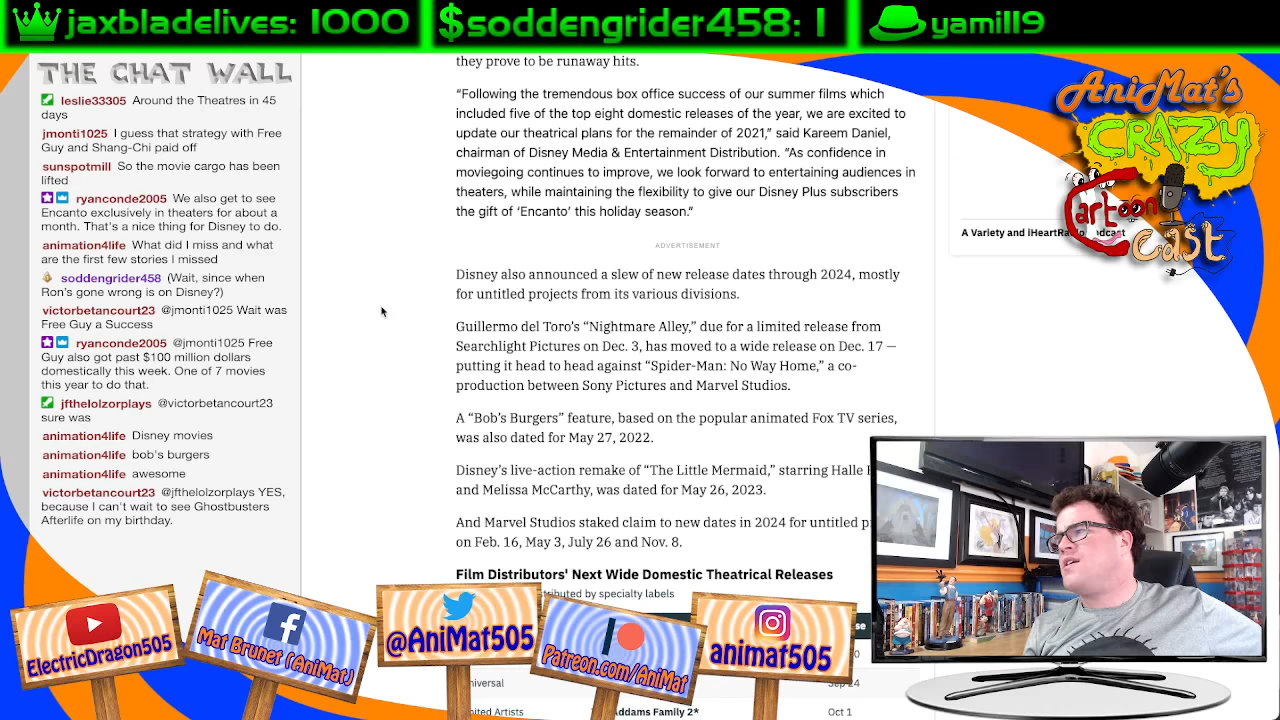 jaxbladelives: 1000
$soddengrider458: 1
yamil19
THE CHAT WALL
leslie33305 Around the Theatres in 45
days
jmonti1025 I guess that strategy with Free
Guy and Shang-Chi paid off
sunspotmill So the movie cargo has been
lifted
ryanconde2005 We also get to see
Encanto exclusively in theaters for about a
month. That's a nice thing for Disney to do.
animation4life What did I miss and what
are the first few stories I missed
soddengrider458 (Wait, since when
Ron's gone wrong is on Disney?)
victorbetancourt23 @jmonti1025 Wait was
Free Guy a Success
ryanconde2005 @jmonti1025 Free
Guy also got past $100 million dollars
domestically this week. One of 7 movies
this year to do that.
jfthelolzorplays @victorbetancourt23
sure was
animation4life Disney movies
animation4life bob's burgers
animation4life awesome
victorbetancourt23 @jfthelolzorplays YES,
because I can't wait to see Ghostbusters
Afterlife on my birthday.
they prove to be runaway hits.
“Following the tremendous box office success of our summer films which
included five of the top eight domestic releases of the year, we are excited to
update our theatrical plans for the remainder of 2021,” said Kareem Daniel,
chairman of Disney Media & Entertainment Distribution. “As confidence in
moviegoing continues to improve, we look forward to entertaining audiences in
theaters, while maintaining the flexibility to give our Disney Plus subscribers
the gift of ‘Encanto’ this holiday season.“
ADVERTISEMENT
Disney also announced a slew of new release dates through 2024, mostly
for untitled projects from its various divisions.
Guillermo del Toro’s “Nightmare Alley,” due for a limited release from
Searchlight Pictures on Dec. 3, has moved to a wide release on Dec. 17 —
putting it head to head against “Spider-Man: No Way Home,” a co-
production between Sony Pictures and Marvel Studios.
A “Bob’s Burgers” feature, based on the popular animated Fox TV series,
was also dated for May 27, 2022.
Disney’s live-action remake of “The Little Mermaid,” starring Halle
and Melissa McCarthy, was dated for May 26, 2023.
And Marvel Studios staked claim to new dates in 2024 for untitled
on Feb. 16, May 3, July 26 and Nov. 8.
Film Distributors' Next Wide Domestic Theatrical Releases
by specialty labels
Sep 24
Addams Family 2*
Oct 1
AniMat's
CRAZY
Cartoon
Cast
A Variety and iHeartRadio
ElectricDragon505
Mat Brunet (AniMat)
@AniMat505
Patreon.com/AniMat
animat505